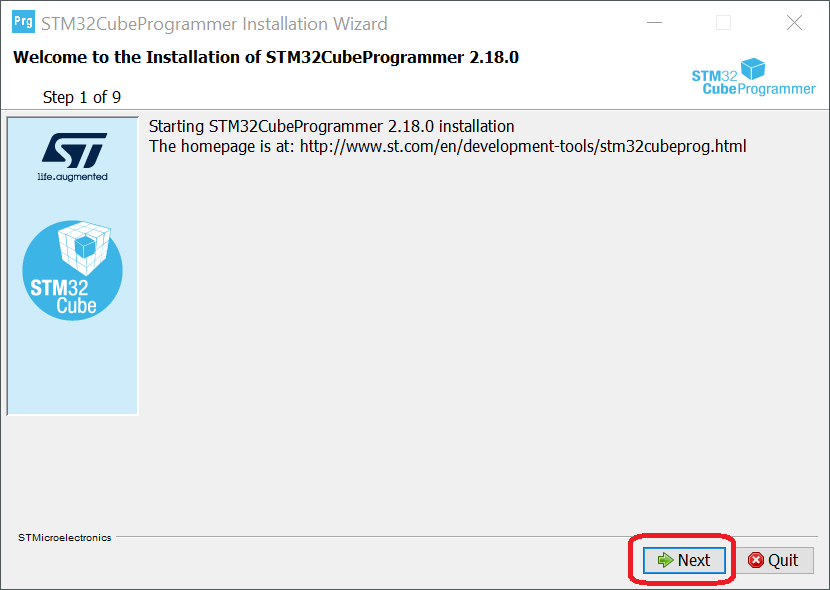 Prg STM32CubeProgrammer Installation Wizard
Welcome to the Installation of STM32CubeProgrammer 2.18.0
STM32
CubeProgrammer
Step 1 of 9
Starting STM32CubeProgrammer 2.18.0 installation
The homepage is at: http://www.st.com/en/development-tools/stm32cubeprog.html
ST
life.augmented
STM32
Cube
STMicroelectronics
Next Quit